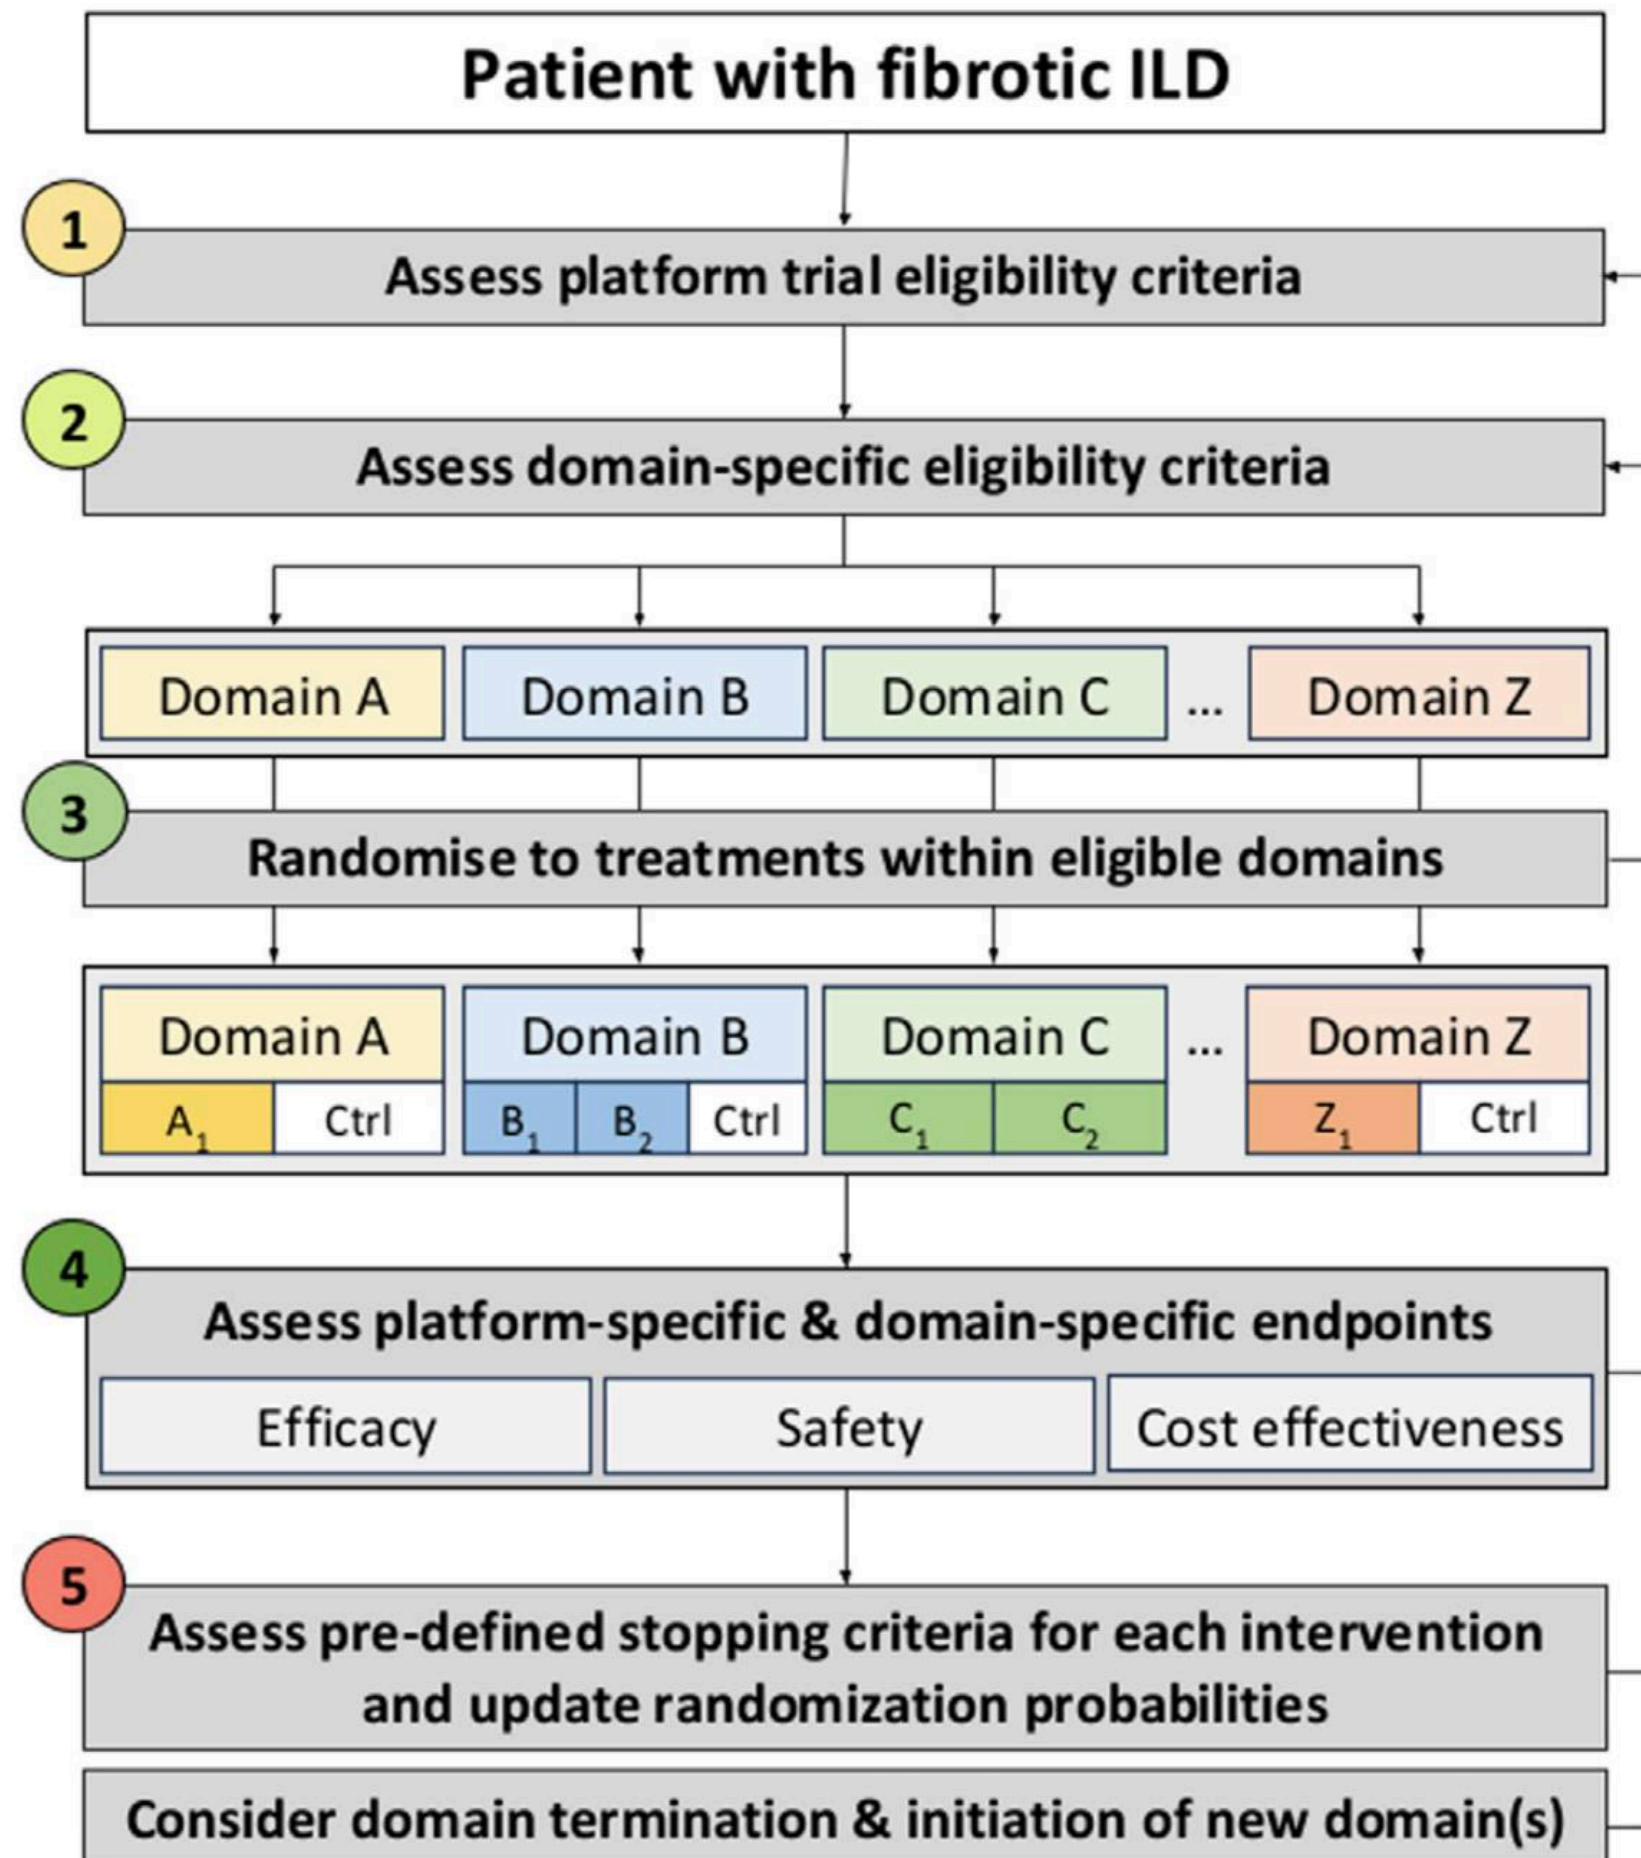 Patient with fibrotic ILD
1
Assess platform trial eligibility criteria
2
Assess domain-specific eligibility criteria
Domain A Domain B Domain C ... Domain Z
3
Randomise to treatments within eligible domains
Domain A Domain B Domain C ... Domain Z
A₁ Ctrl B₁ B₂ Ctrl C₁ C₂ Z₁ Ctrl
4
Assess platform-specific & domain-specific endpoints
Efficacy Safety Cost effectiveness
5
Assess pre-defined stopping criteria for each intervention
and update randomization probabilities
Consider domain termination & initiation of new domain(s)